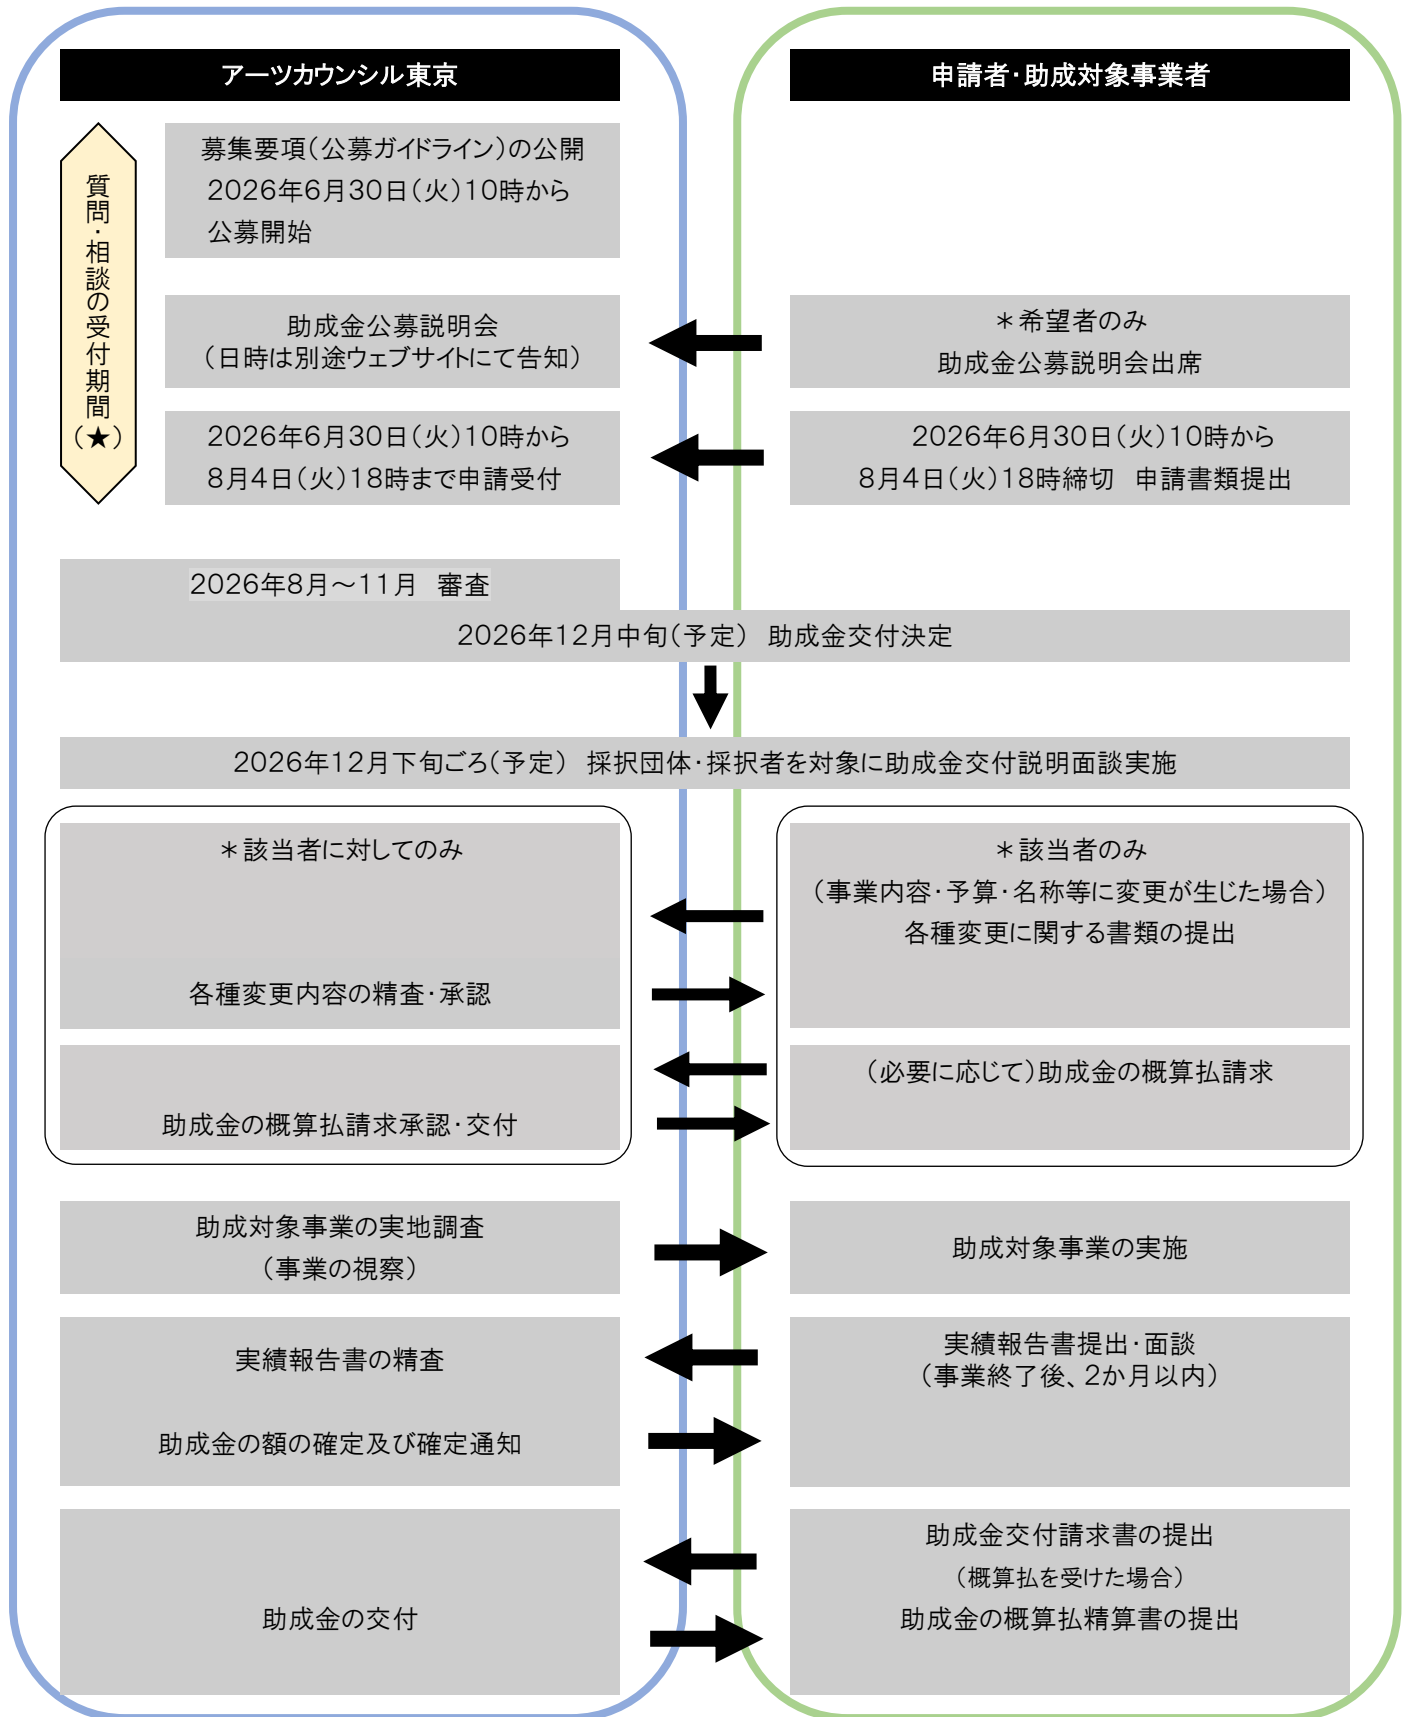 アーツカウンシル東京
申請者・助成対象事業者
質問・相談の受付期間（★）
募集要項（公募ガイドライン）の公開
2026年6月30日（火）10時から
公募開始
助成金公募説明会
（日時は別途ウェブサイトにて告知）
＊希望者のみ
助成金公募説明会出席
2026年6月30日（火）10時から
8月4日（火）18時まで申請受付
2026年6月30日（火）10時から
8月4日（火）18時締切　申請書類提出
2026年8月～11月　審査
2026年12月中旬（予定）　助成金交付決定
2026年12月下旬ごろ（予定）　採択団体・採択者を対象に助成金交付説明面談実施
＊該当者に対してのみ
各種変更内容の精査・承認
＊該当者のみ
（事業内容・予算・名称等に変更が生じた場合）
各種変更に関する書類の提出
（必要に応じて）助成金の概算払請求
助成金の概算払請求承認・交付
助成対象事業の実地調査
（事業の視察）
助成対象事業の実施
実績報告書の精査
助成金の額の確定及び確定通知
実績報告書提出・面談
（事業終了後、2か月以内）
助成金の交付
助成金交付請求書の提出
（概算払を受けた場合）
助成金の概算払精算書の提出